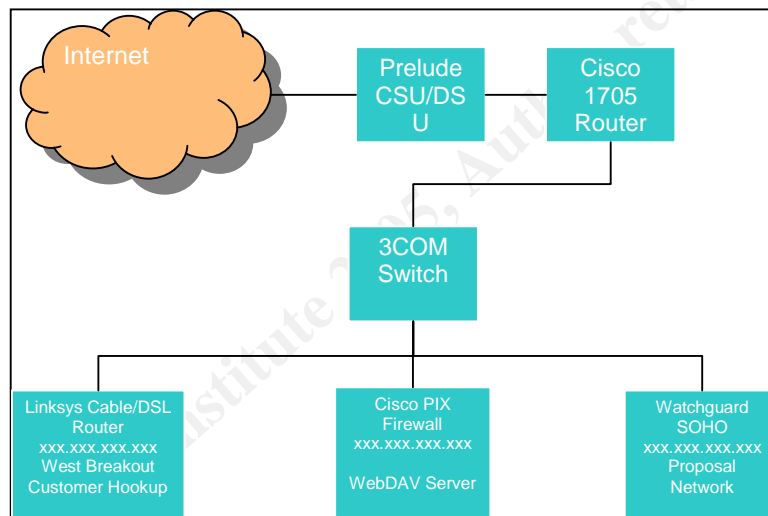 Internet
Prelude
CSU/DS
U
Cisco
1705
Router
3COM
Switch
Linksys Cable/DSL
Router
xxx.xxx.xxx.xxx
West Breakout
Customer Hookup
Cisco PIX
Firewall
xxx.xxx.xxx.xxx
WebDAV Server
Watchguard
SOHO
xxx.xxx.xxx.xxx
Proposal
Network